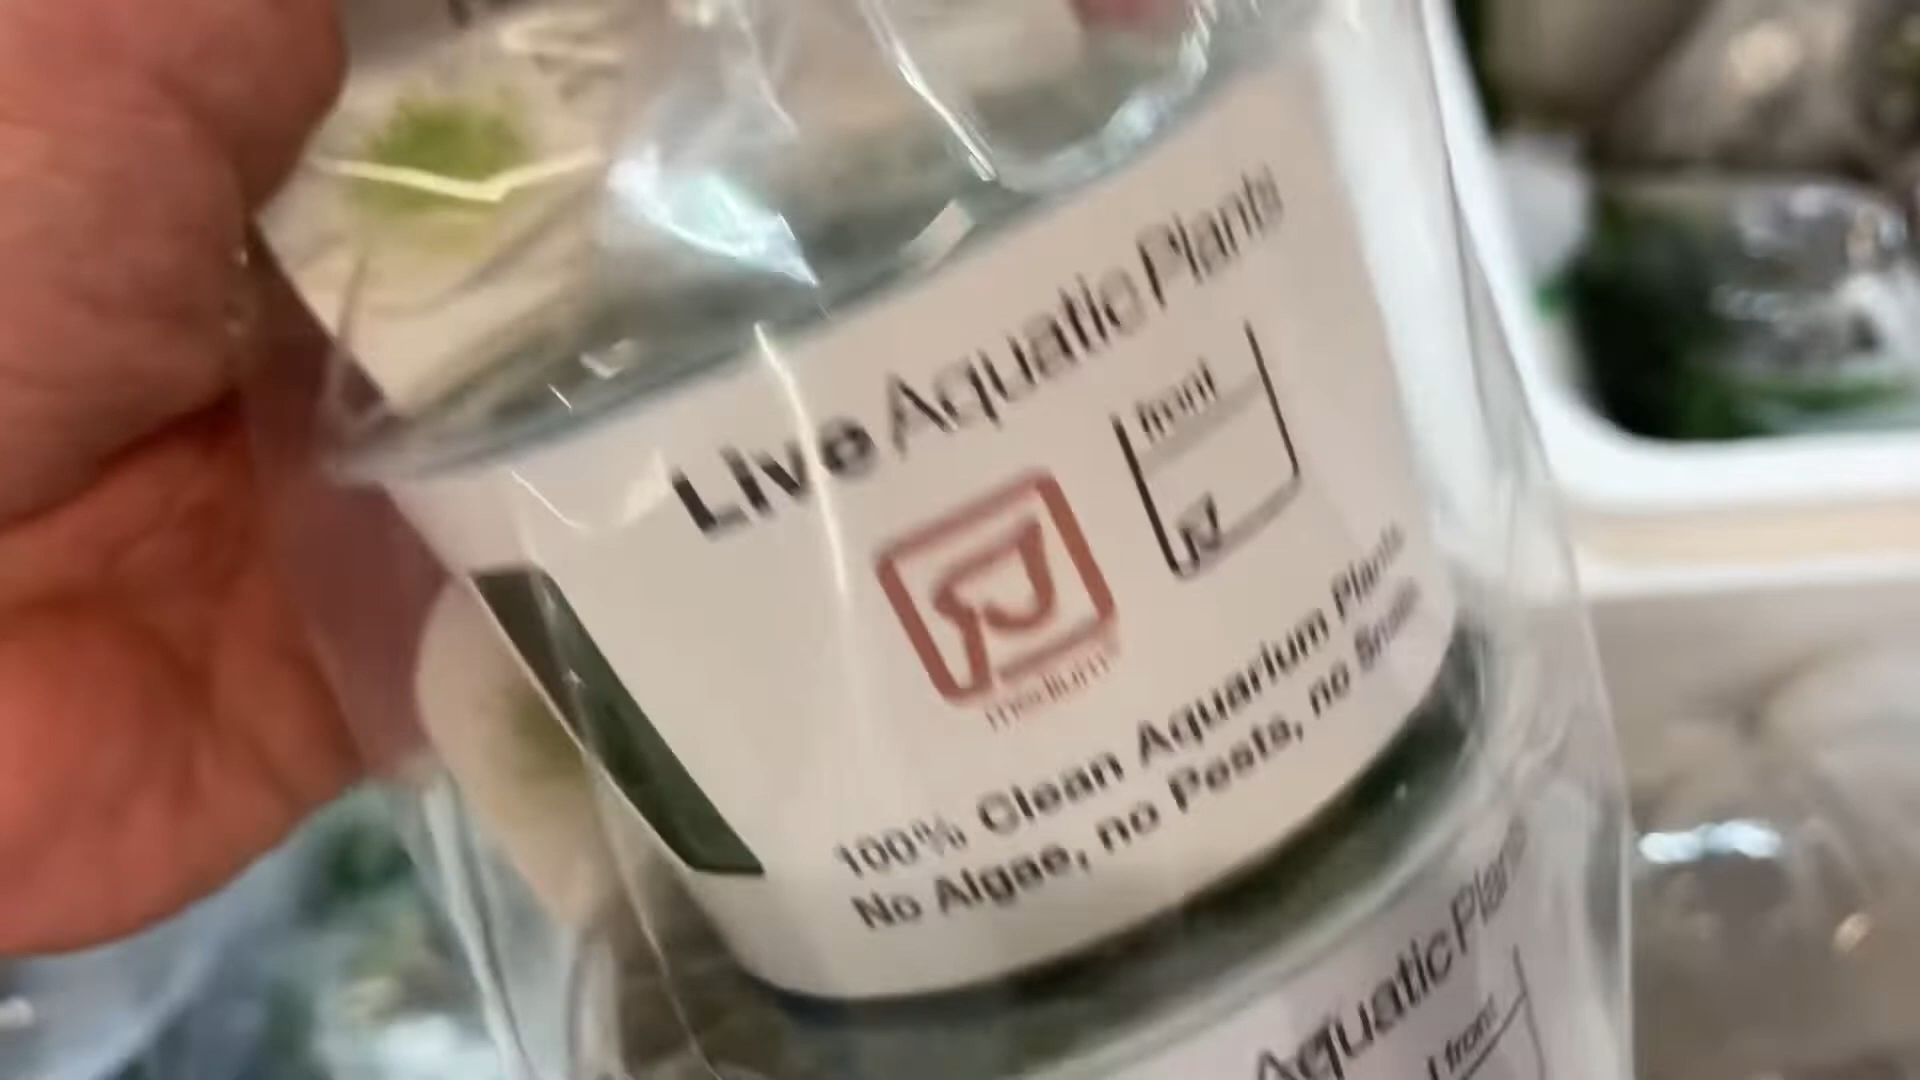 Live Aquatic Plants
front
medium
100% Clean Aquarium Plants
No Algae, no Pests, no Snails
Aquatic Plants
front